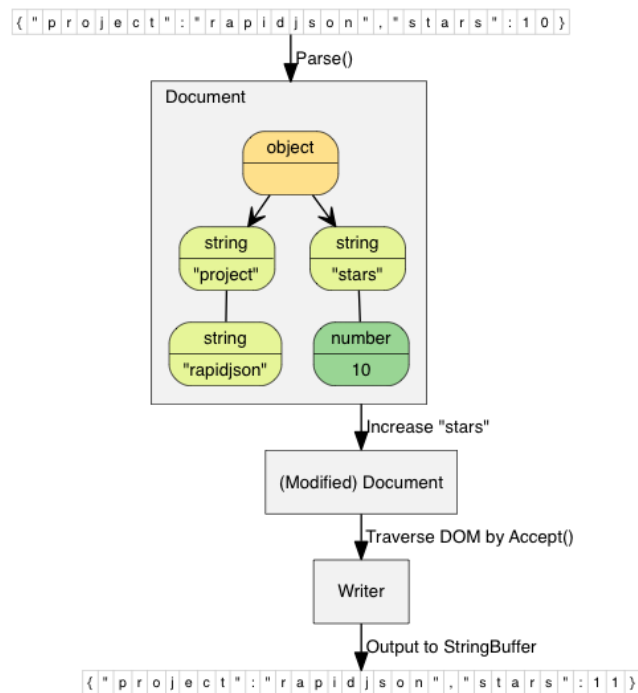 {"project":"rapidjson","stars":10}
Parse()
Document
object
string string
"project" "stars"
string number
"rapidjson" 10
Increase "stars"
(Modified) Document
Traverse DOM by Accept()
Writer
Output to StringBuffer
{"project":"rapidjson","stars":11}